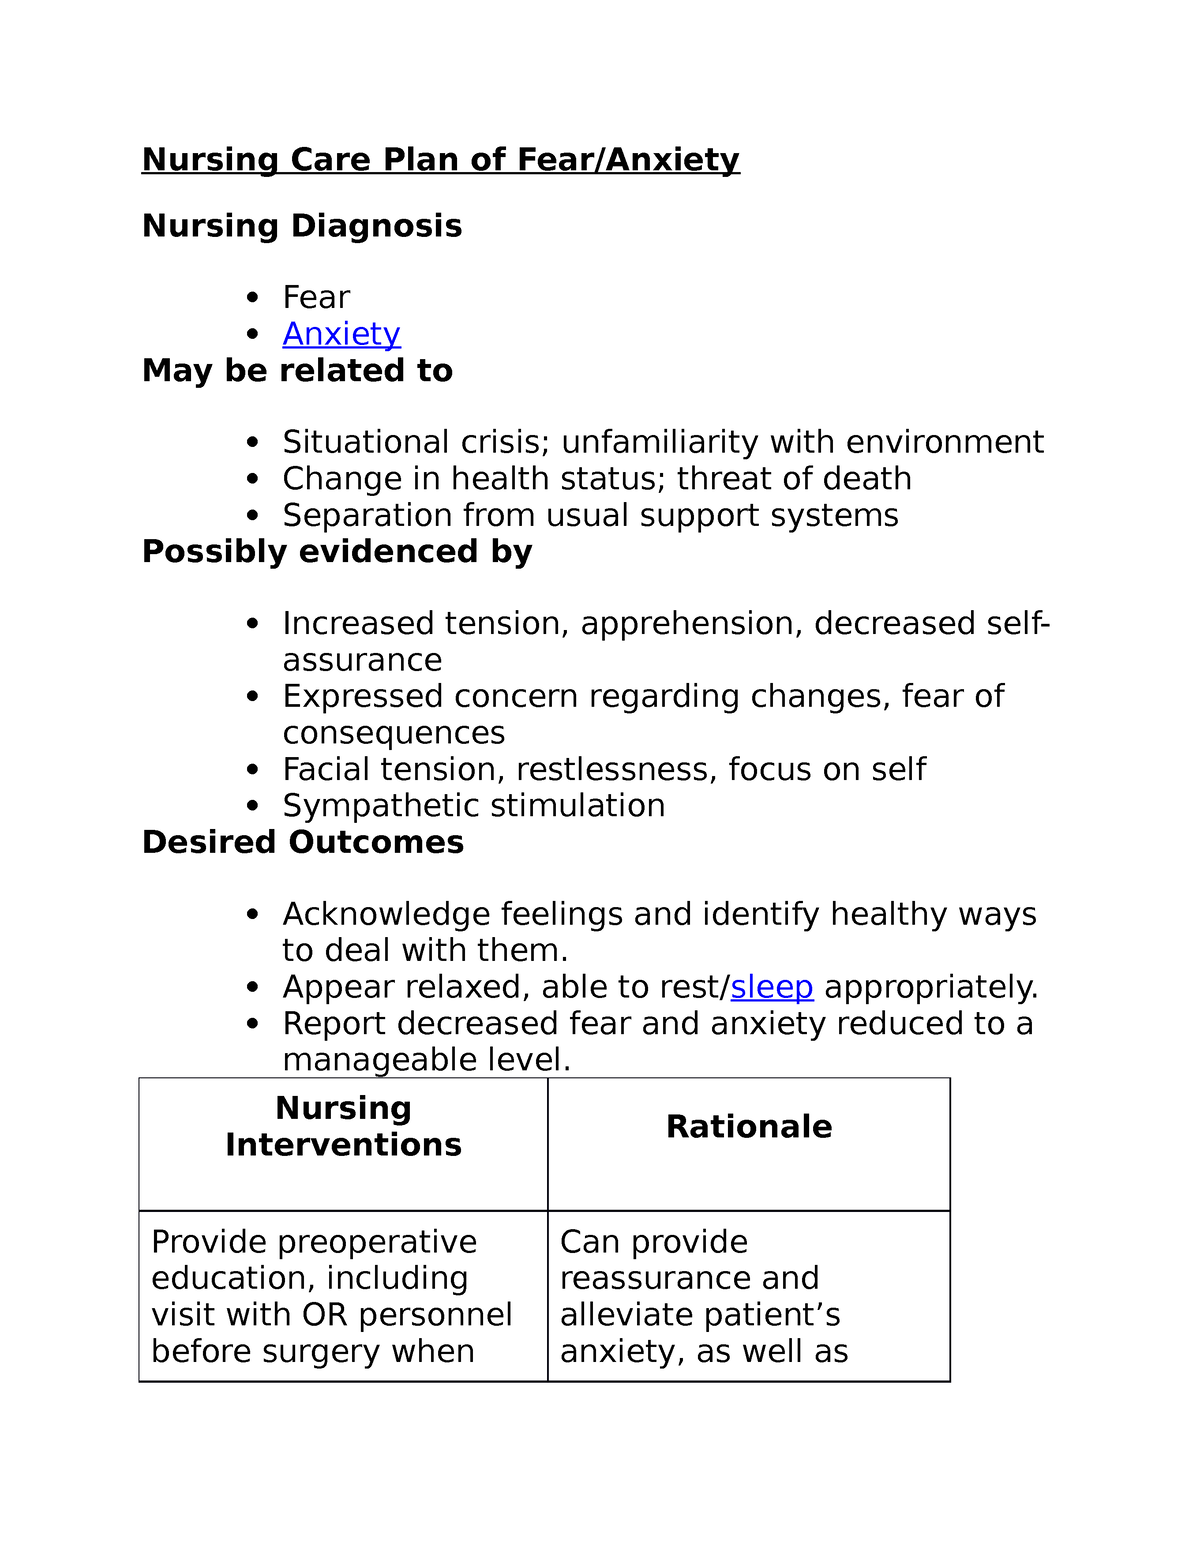 Nursing Care Plan of Fear/Anxiety
Nursing Diagnosis
• Fear
• Anxiety
May be related to
• Situational crisis; unfamiliarity with environment
• Change in health status; threat of death
• Separation from usual support systems
Possibly evidenced by
• Increased tension, apprehension, decreased self-
assurance
• Expressed concern regarding changes, fear of
consequences
• Facial tension, restlessness, focus on self
• Sympathetic stimulation
Desired Outcomes
• Acknowledge feelings and identify healthy ways
to deal with them.
• Appear relaxed, able to rest/sleep appropriately.
• Report decreased fear and anxiety reduced to a
manageable level.
Nursing
Interventions
Rationale
Provide preoperative
education, including
visit with OR personnel
before surgery when
Can provide
reassurance and
alleviate patient’s
anxiety, as well as